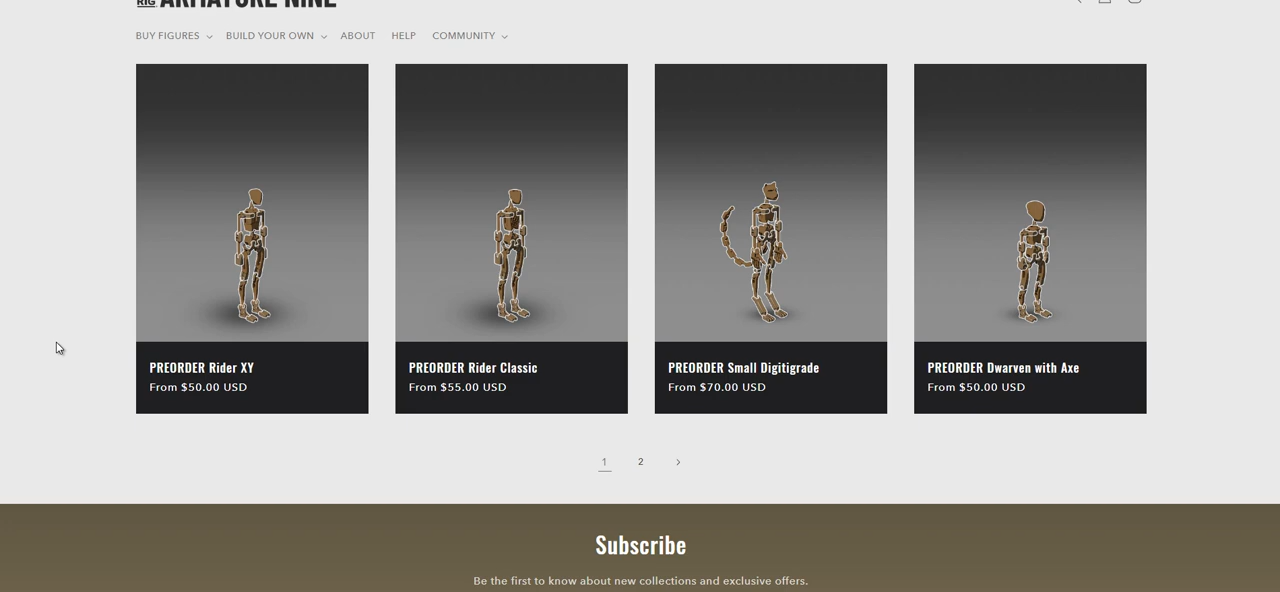 RIG ARMATURE NINE
BUY FIGURES BUILD YOUR OWN ABOUT HELP COMMUNITY
PREORDER Rider XY
From $50.00 USD
PREORDER Rider Classic
From $55.00 USD
PREORDER Small Digitigrade
From $70.00 USD
PREORDER Dwarven with Axe
From $50.00 USD
1 2
Subscribe
Be the first to know about new collections and exclusive offers.